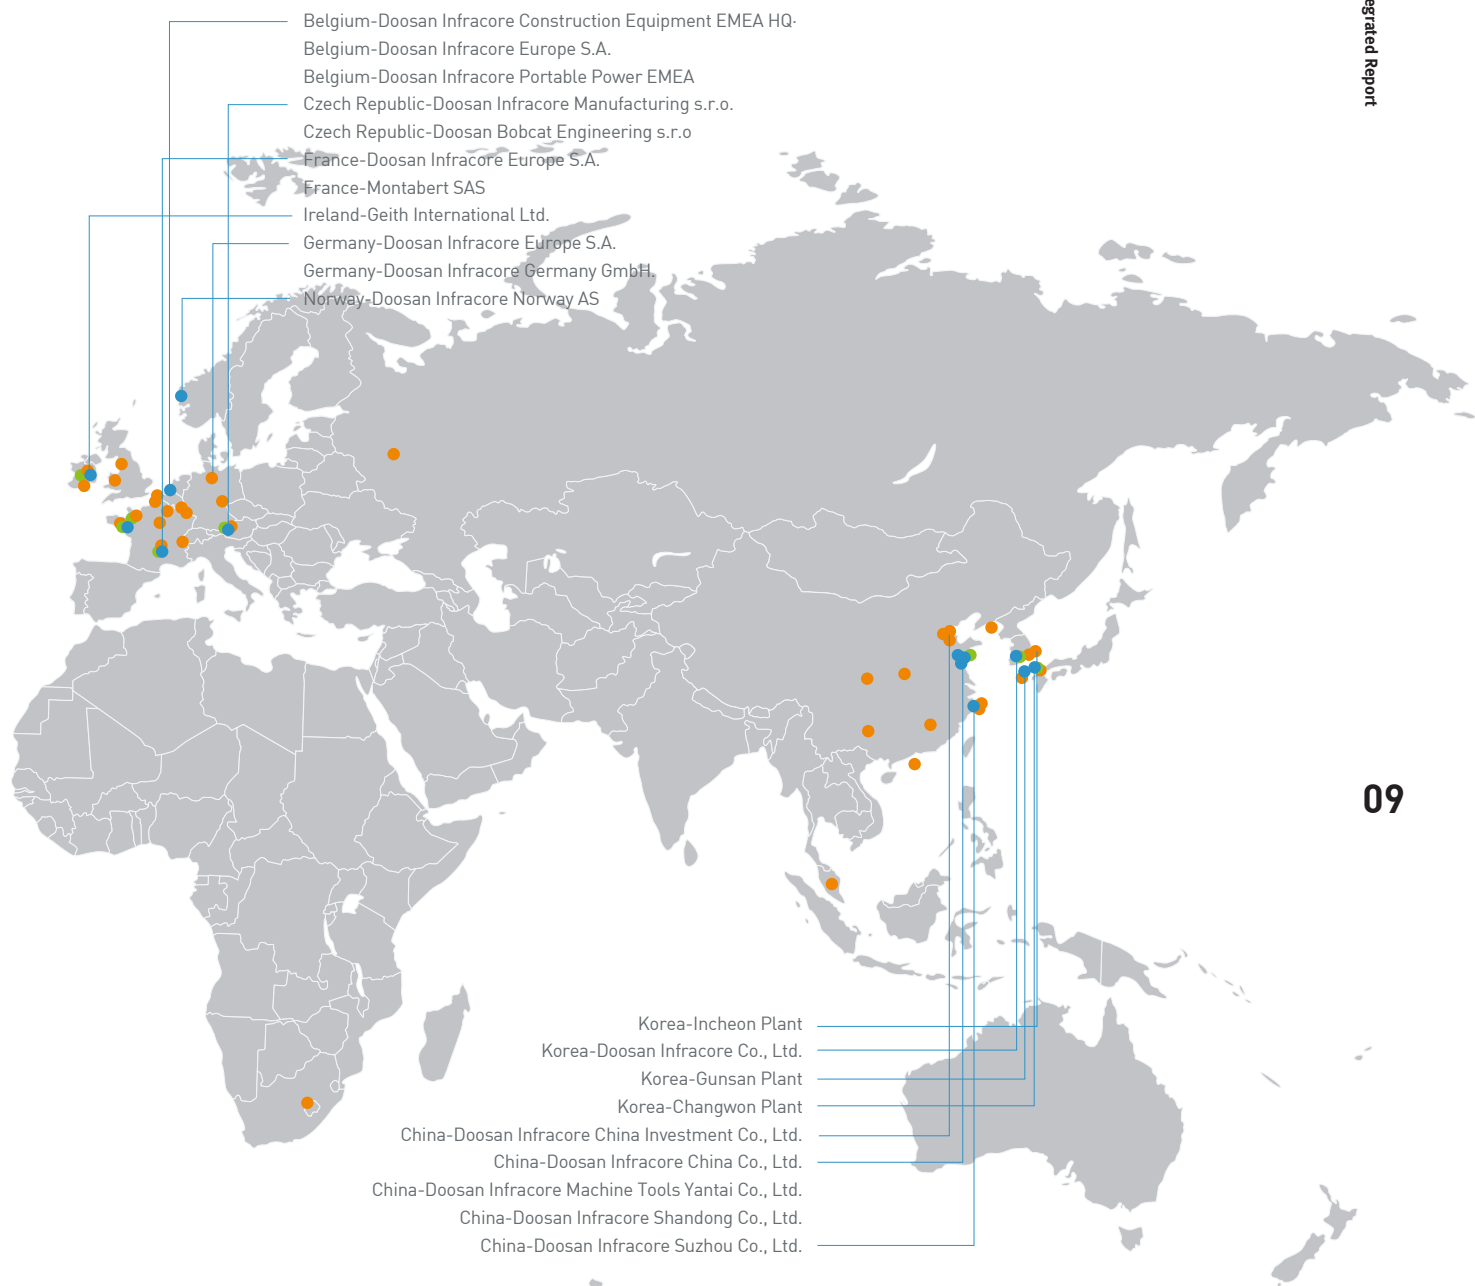 Belgium-Doosan Infracore Construction Equipment EMEA HQ·
Belgium-Doosan Infracore Europe S.A.
Belgium-Doosan Infracore Portable Power EMEA
Czech Republic-Doosan Infracore Manufacturing s.r.o.
Czech Republic-Doosan Bobcat Engineering s.r.o
France-Doosan Infracore Europe S.A.
France-Montabert SAS
Ireland-Geith International Ltd.
Germany-Doosan Infracore Europe S.A.
Germany-Doosan Infracore Germany GmbH.
Norway-Doosan Infracore Norway AS
Report
09
Korea-Incheon Plant
Korea-Doosan Infracore Co., Ltd.
Korea-Gunsan Plant
Korea-Changwon Plant
China-Doosan Infracore China Investment Co., Ltd.
China-Doosan Infracore China Co., Ltd.
China-Doosan Infracore Machine Tools Yantai Co., Ltd.
China-Doosan Infracore Shandong Co., Ltd.
China-Doosan Infracore Suzhou Co., Ltd.